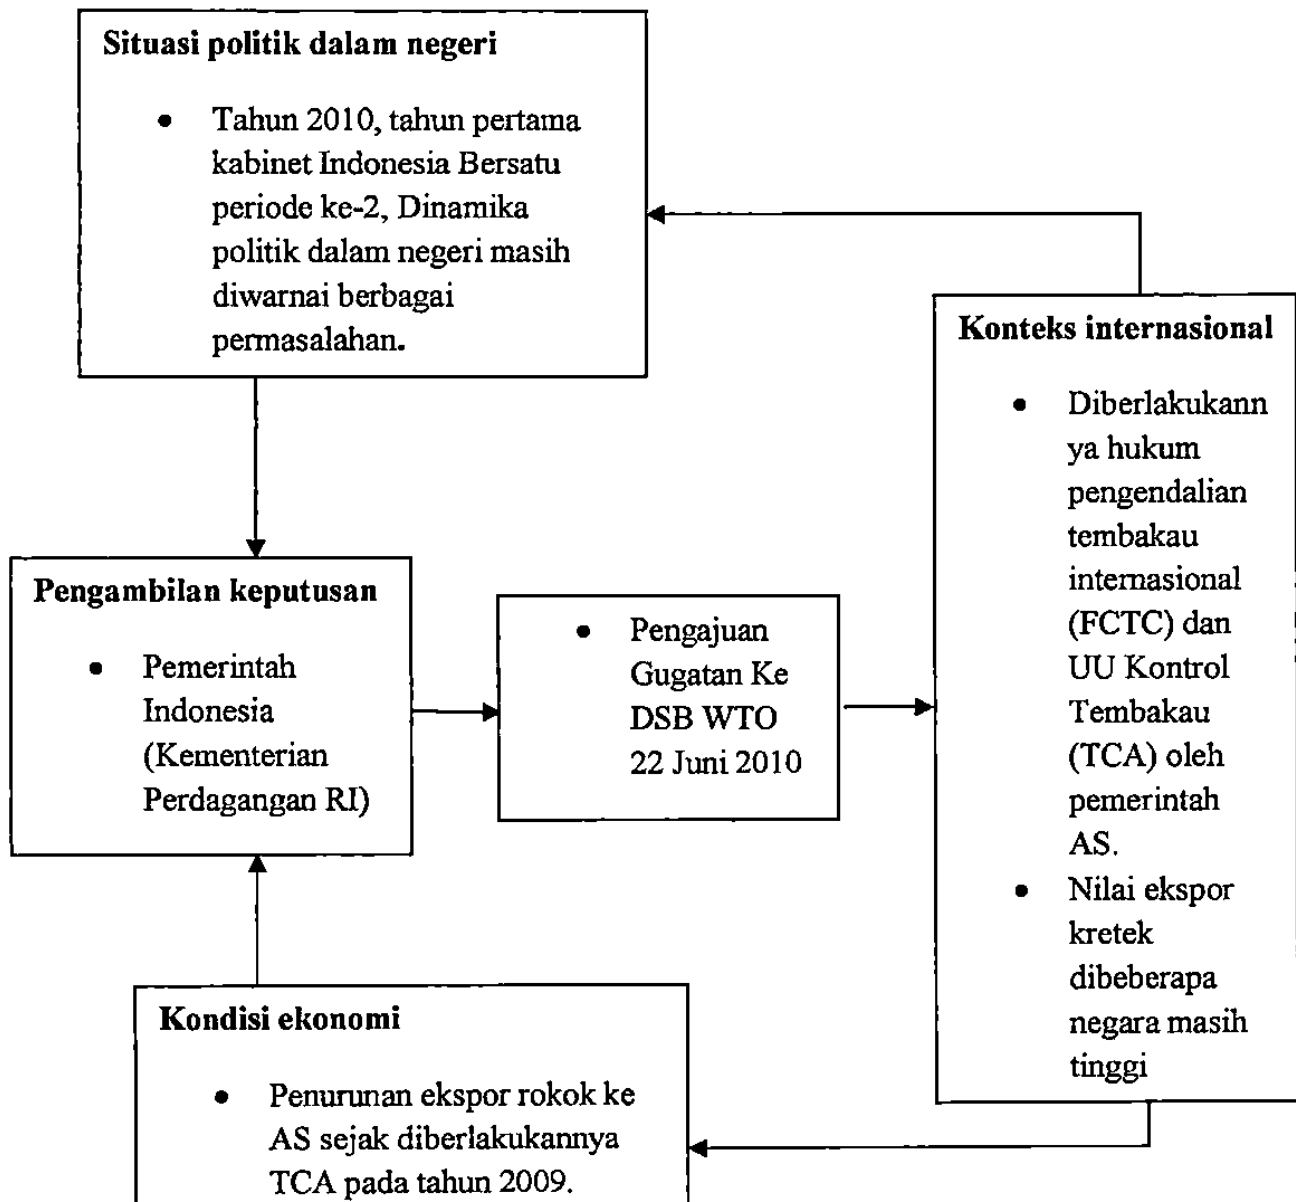 Situasi politik dalam negeri
• Tahun 2010, tahun pertama
kabinet Indonesia Bersatu
periode ke-2, Dinamika
politik dalam negeri masih
diwarnai berbagai
permasalahan.
Konteks internasional
• Diberlakukann
ya hukum
pengendalian
tembakau
internasional
(FCTC) dan
UU Kontrol
Tembakau
(TCA) oleh
pemerintah
AS.
• Nilai ekspor
kretek
dibeberapa
negara masih
tinggi
Pengambilan keputusan
• Pemerintah
Indonesia
(Kementerian
Perdagangan RI)
• Pengajuan
Gugatan Ke
DSB WTO
22 Juni 2010
Kondisi ekonomi
• Penurunan ekspor rokok ke
AS sejak diberlakukannya
TCA pada tahun 2009.